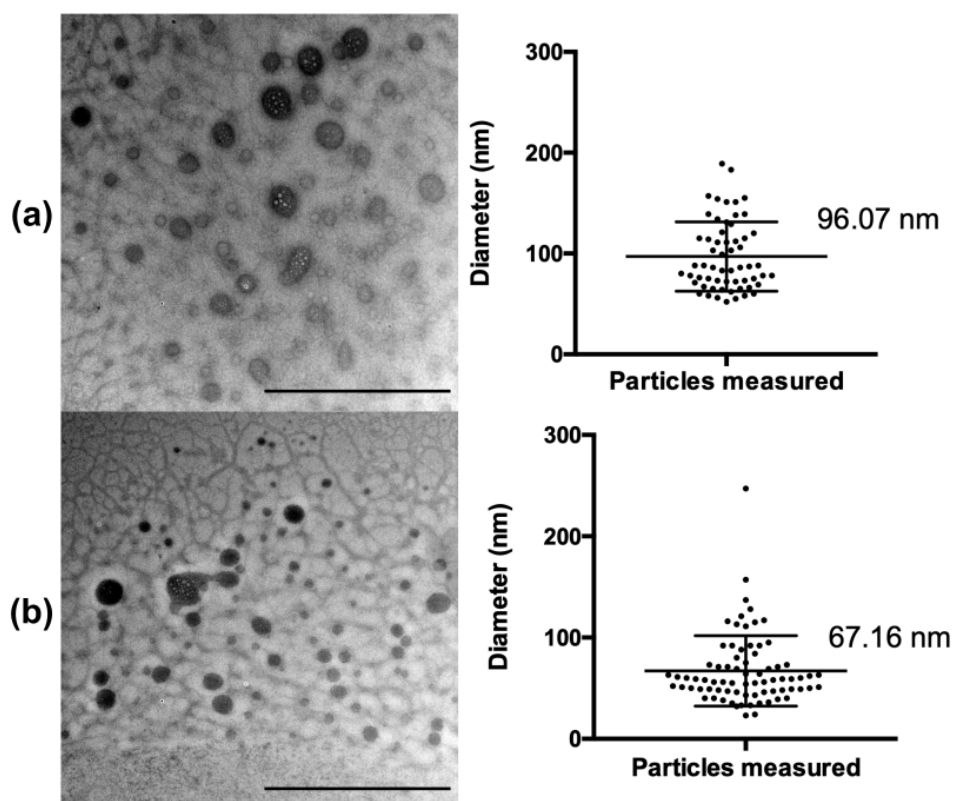 (a)
300
200
100
0
Diameter (nm)
96.07 nm
Particles measured
(b)
300
200
100
0
Diameter (nm)
67.16 nm
Particles measured